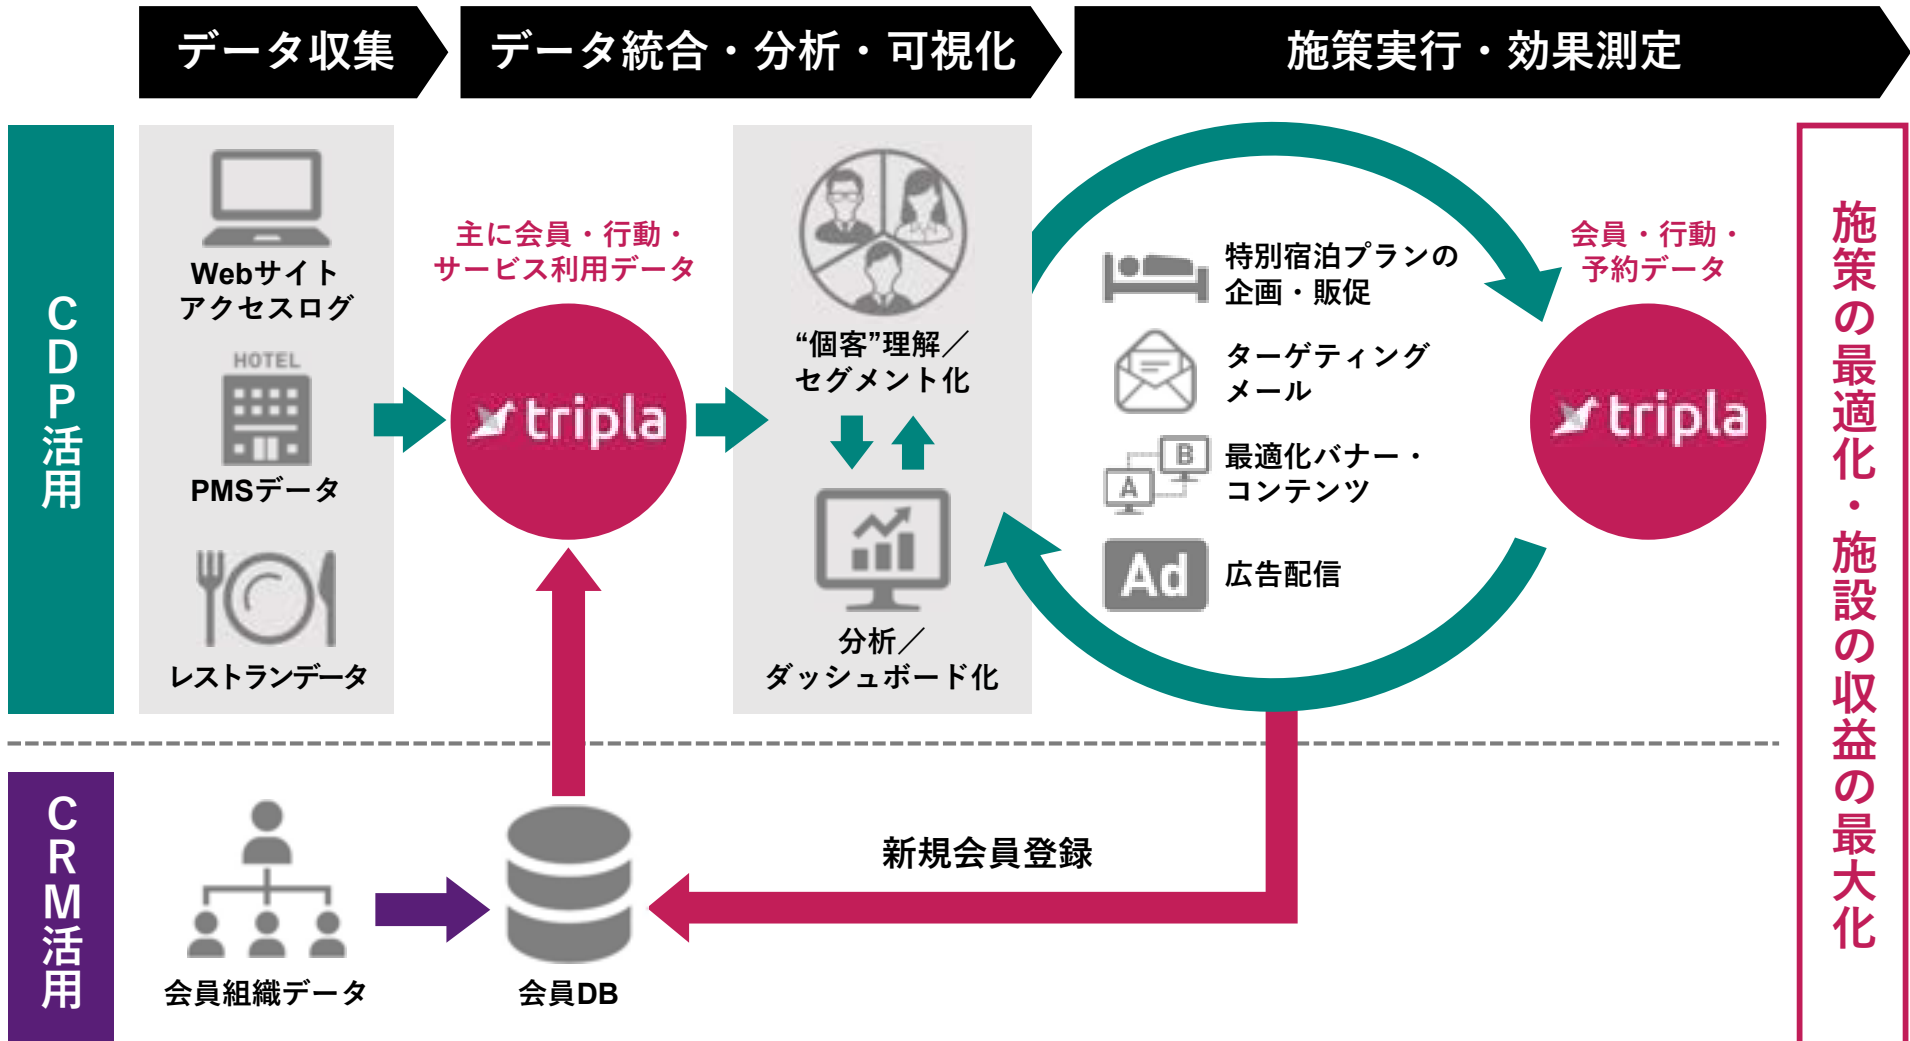 データ収集
データ統合・分析・可視化
施策実行・効果測定
CDP活用
Webサイト
アクセスログ
HOTEL
PMSデータ
レストランデータ
主に会員・行動・
サービス利用データ
tripla
“個客”理解／
セグメント化
分析／
ダッシュボード化
特別宿泊プランの
企画・販促
ターゲティング
メール
A
B
最適化バナー・
コンテンツ
Ad
広告配信
会員・行動・
予約データ
tripla
施策の最適化・施設の収益の最大化
CRM活用
会員組織データ
会員DB
新規会員登録